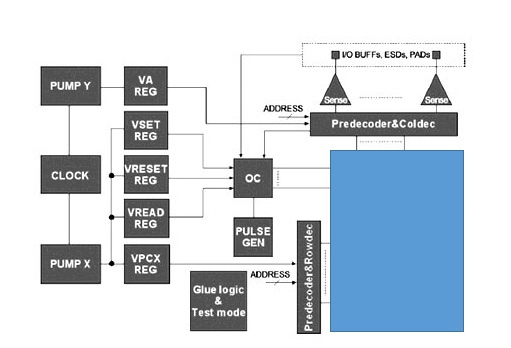 I/O BUFFs, ESDs, PADs
PUMP Y
VA
REG
Sense
Sense
ADDRESS
Predecoder&Coldec
VSET
REG
CLOCK
VRESET
REG
OC
VREAD
REG
PULSE
GEN
PUMP X
VPCX
REG
Predecoder&Rowdec
ADDRESS
Glue logic
&
Test mode